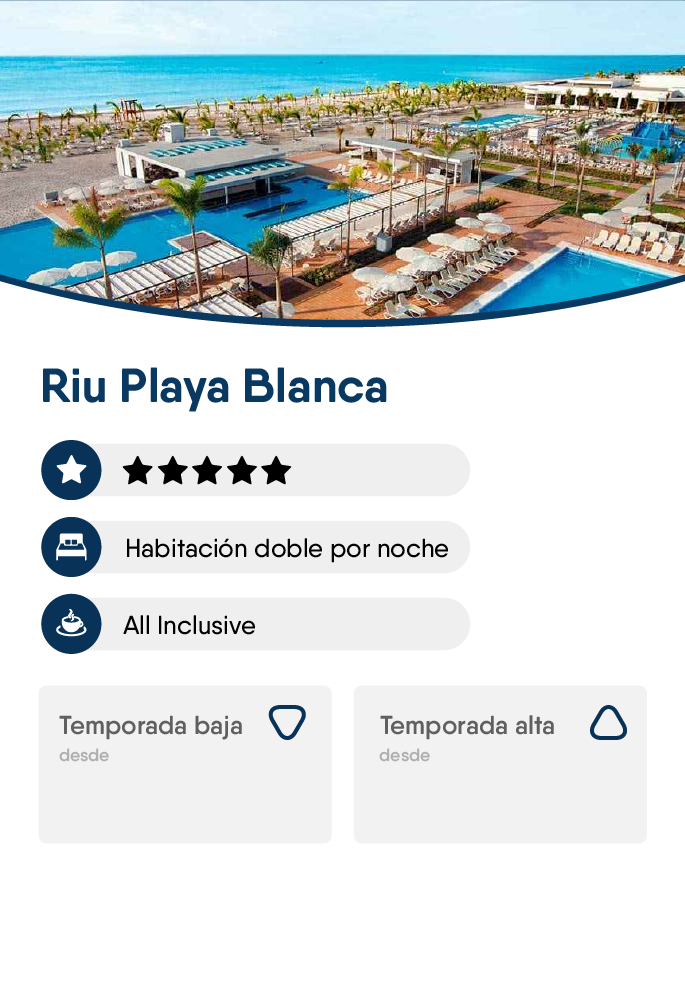 Riu Playa Blanca
Habitación doble por noche
All Inclusive
Temporada baja
desde
Temporada alta
desde